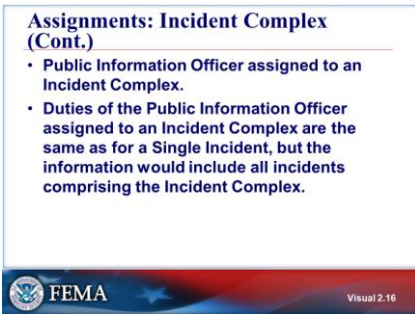 Assignments: Incident Complex
(Cont.)
• Public Information Officer assigned to an
Incident Complex.
• Duties of the Public Information Officer
assigned to an Incident Complex are the
same as for a Single Incident, but the
information would include all incidents
comprising the Incident Complex.
FEMA
Visual 2.16